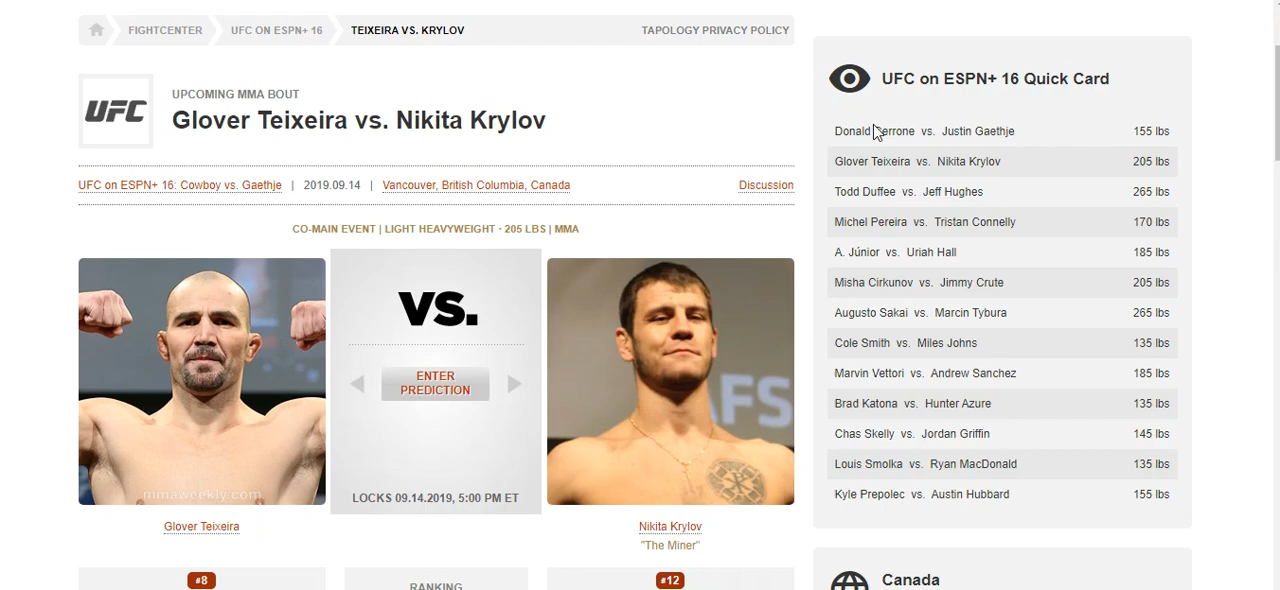 FIGHTCENTER
UFC ON ESPN+ 16
TEIXEIRA VS. KRYLOV
TAPOLOGY PRIVACY POLICY
UFC
UPCOMING MMA BOUT
Glover Teixeira vs. Nikita Krylov
UFC on ESPN+ 16: Cowboy vs. Gaethje | 2019.09.14 | Vancouver, British Columbia, Canada
Discussion
CO-MAIN EVENT | LIGHT HEAVYWEIGHT · 205 LBS | MMA
VS.
ENTER
PREDICTION
LOCKS 09.14.2019, 5:00 PM ET
mmaweekly.com
AFS
Glover Teixeira
Nikita Krylov
"The Miner"
#8
RANKING
#12
UFC on ESPN+ 16 Quick Card
Donald Cerrone vs. Justin Gaethje 155 lbs
Glover Teixeira vs. Nikita Krylov 205 lbs
Todd Duffee vs. Jeff Hughes 265 lbs
Michel Pereira vs. Tristan Connelly 170 lbs
A. Júnior vs. Uriah Hall 185 lbs
Misha Cirkunov vs. Jimmy Crute 205 lbs
Augusto Sakai vs. Marcin Tybura 265 lbs
Cole Smith vs. Miles Johns 135 lbs
Marvin Vettori vs. Andrew Sanchez 185 lbs
Brad Katona vs. Hunter Azure 135 lbs
Chas Skelly vs. Jordan Griffin 145 lbs
Louis Smolka vs. Ryan MacDonald 135 lbs
Kyle Prepolec vs. Austin Hubbard 155 lbs
Canada